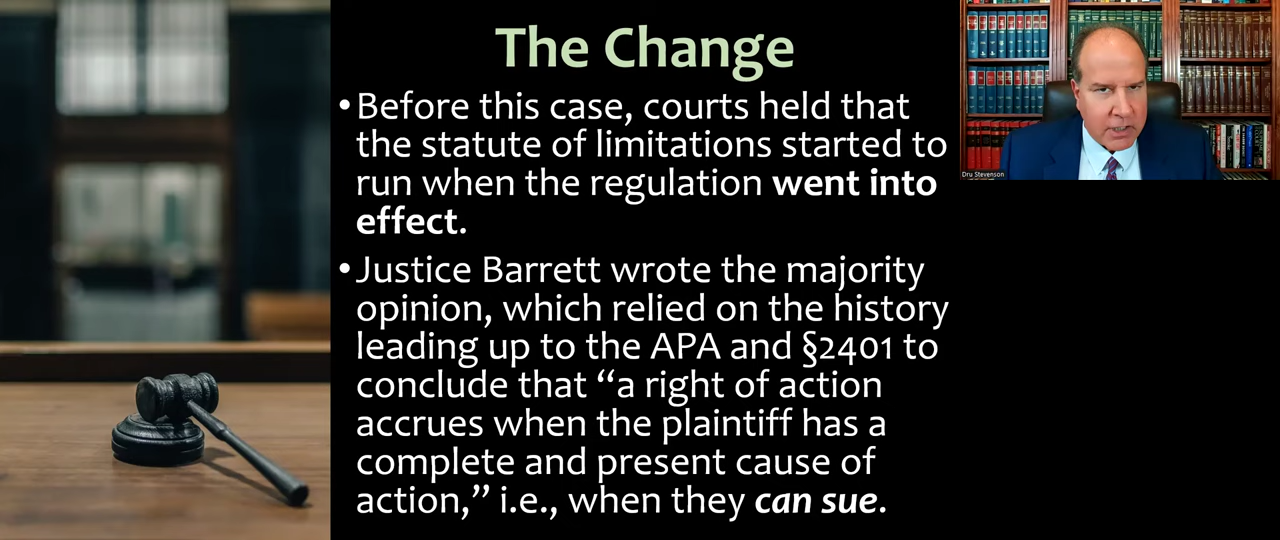 The Change
•Before this case, courts held that
the statute of limitations started to
run when the regulation went into
effect.
•Justice Barrett wrote the majority
opinion, which relied on the history
leading up to the APA and §2401 to
conclude that “a right of action
accrues when the plaintiff has a
complete and present cause of
action,” i.e., when they can sue.
Dru Stevenson